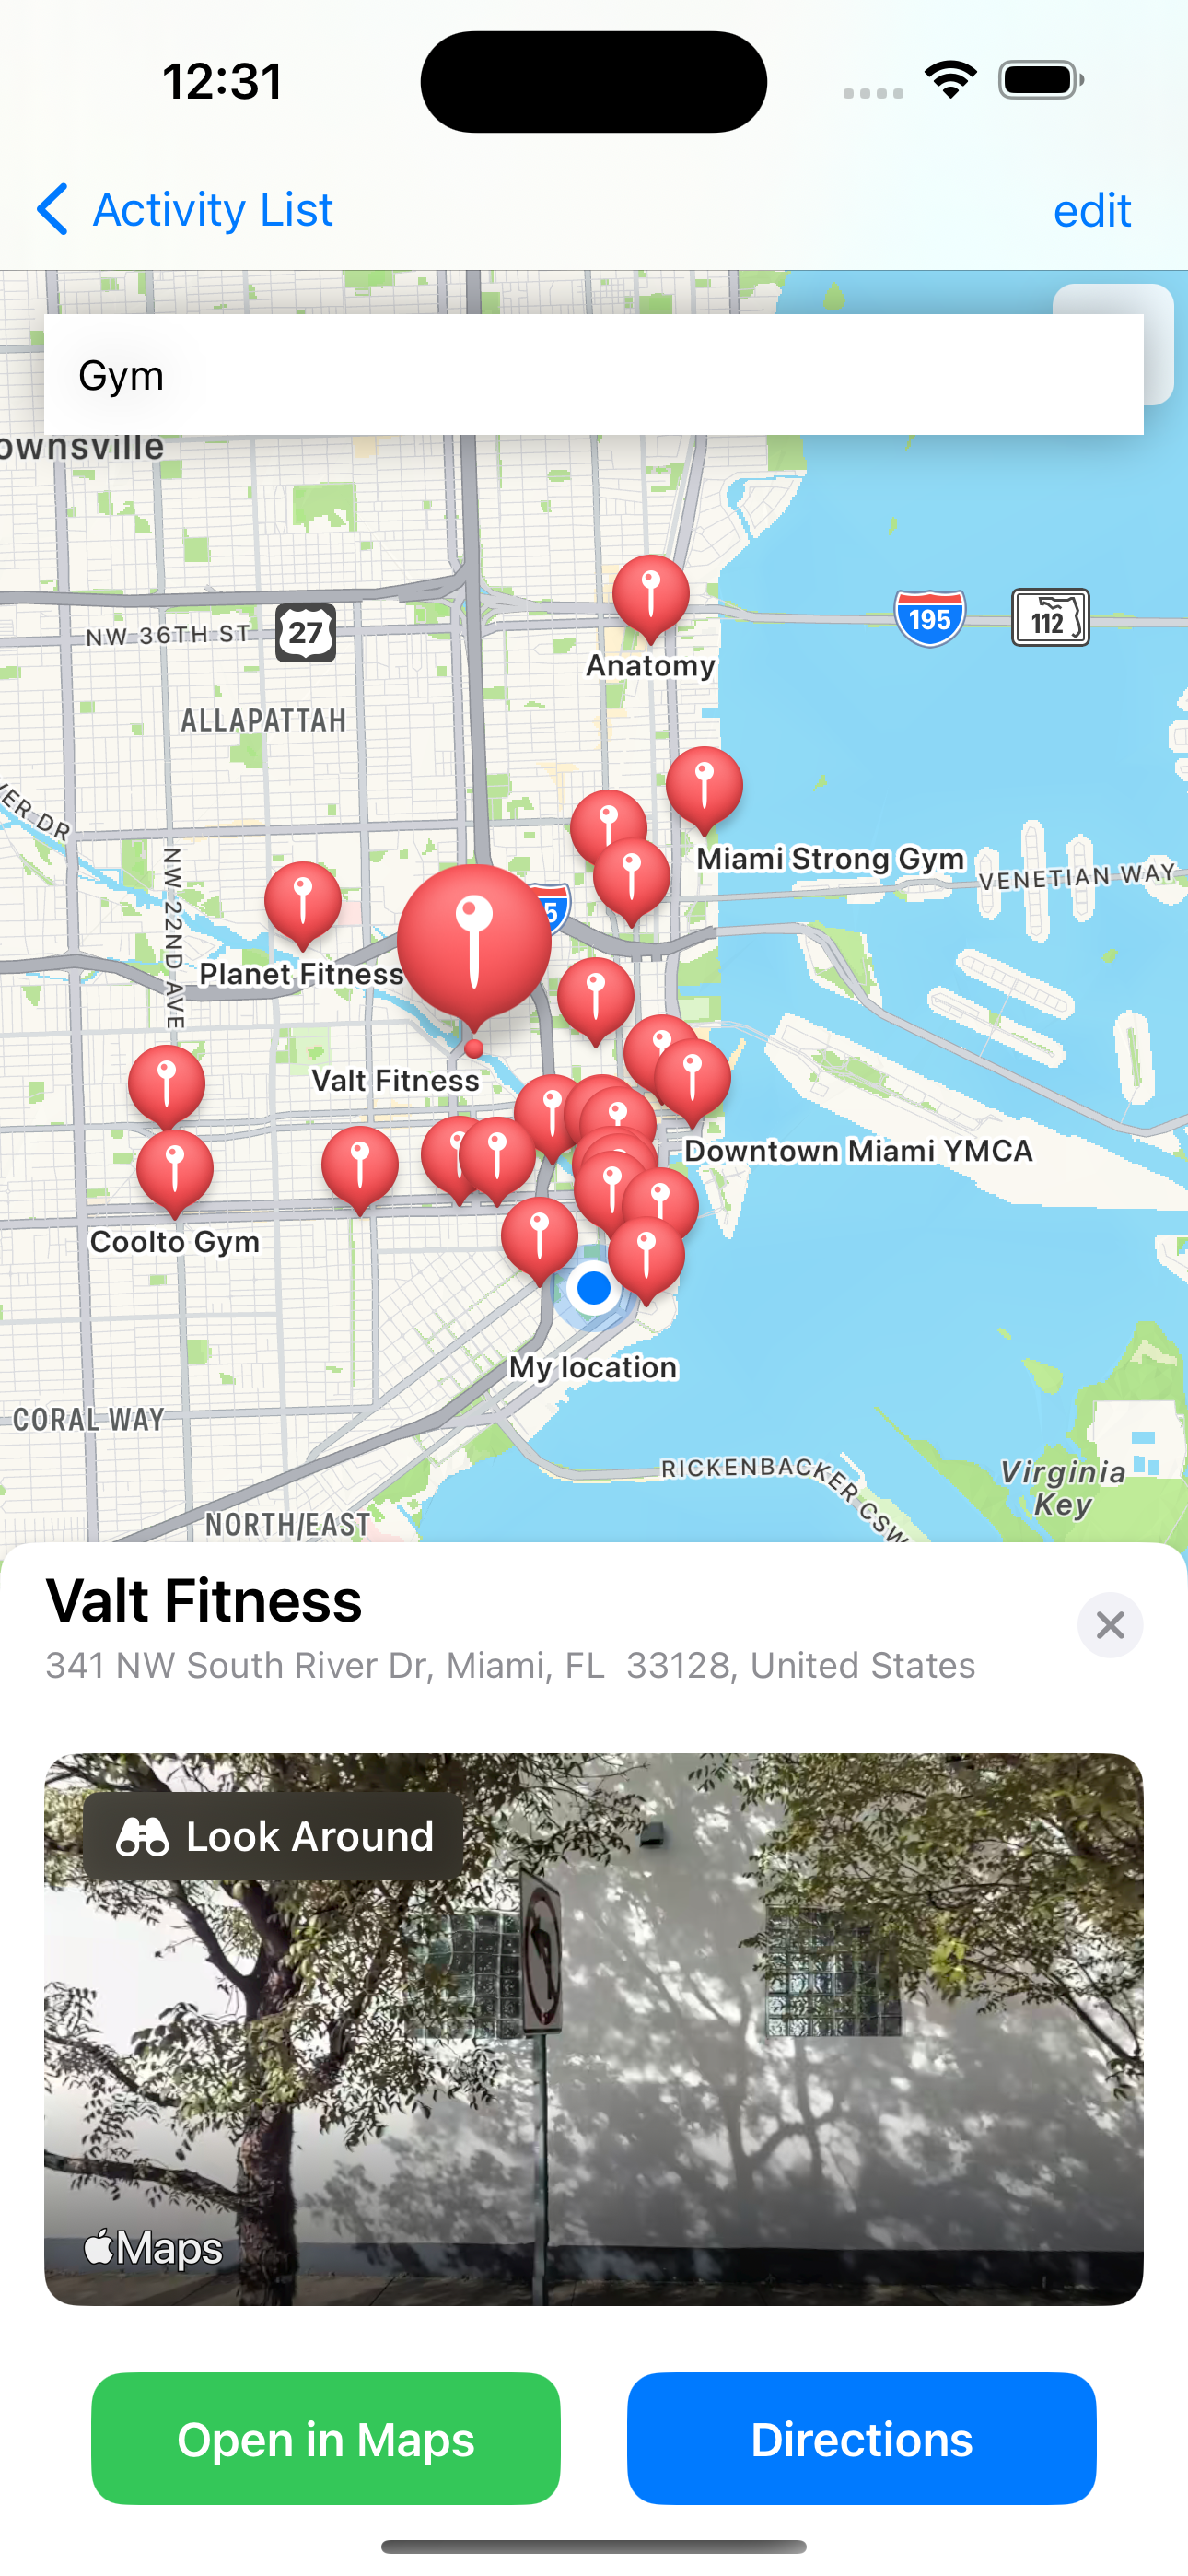 12:31
Activity List
edit
Gym
ownsville
195
112
NW 36TH ST
27
Anatomy
ALLAPATTAH
VER DR
NW 22ND AVE
Miami Strong Gym
VENETIAN WAY
5
Planet Fitness
Valt Fitness
Downtown Miami YMCA
Coolto Gym
My location
CORAL WAY
RICKENBACKER CSW
Virginia
Key
NORTH/EAST
Valt Fitness
341 NW South River Dr, Miami, FL  33128, United States
Look Around
Maps
Open in Maps
Directions